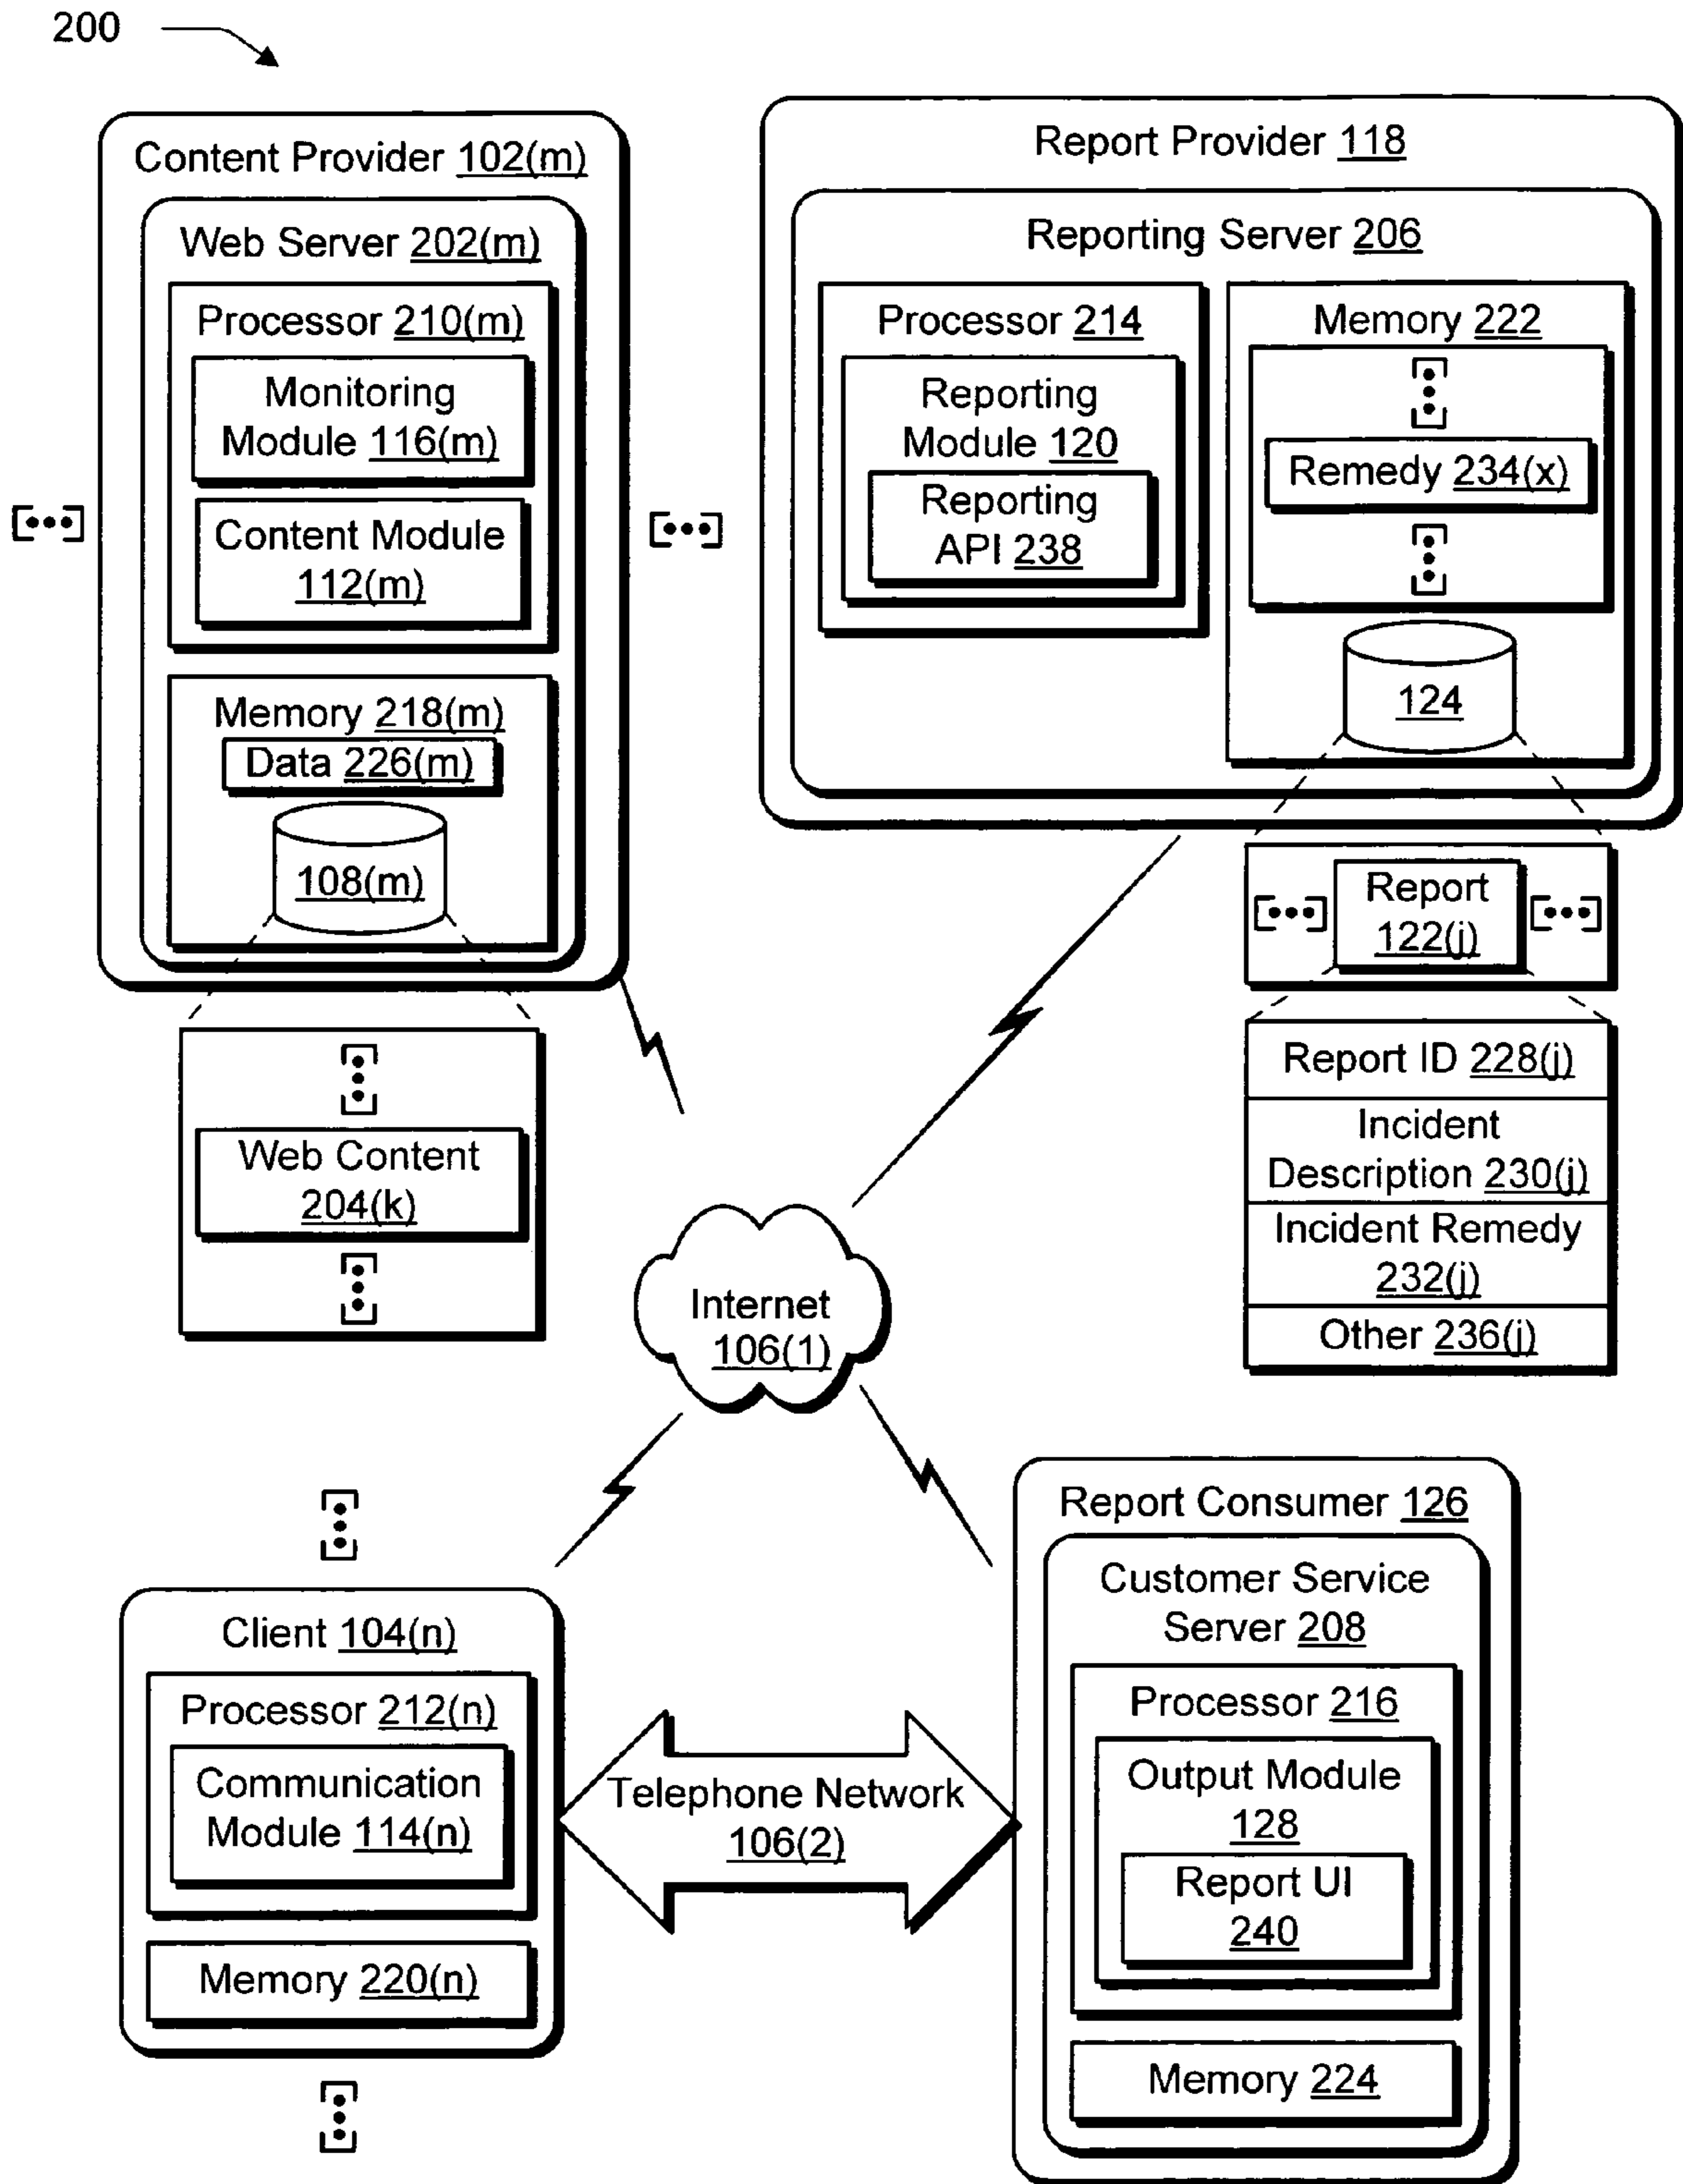 200
Content Provider 102(m)
Web Server 202(m)
Processor 210(m)
Monitoring
Module 116(m)
Content Module
112(m)
Memory 218(m)
Data 226(m)
108(m)
Web Content
204(k)
Report Provider 118
Reporting Server 206
Processor 214
Reporting
Module 120
Reporting
API 238
Memory 222
Remedy 234(x)
124
Report
122(j)
Report ID 228(j)
Incident
Description 230(j)
Incident Remedy
232(j)
Other 236(j)
Internet
106(1)
Client 104(n)
Processor 212(n)
Communication
Module 114(n)
Memory 220(n)
Telephone Network
106(2)
Report Consumer 126
Customer Service
Server 208
Processor 216
Output Module
128
Report UI
240
Memory 224